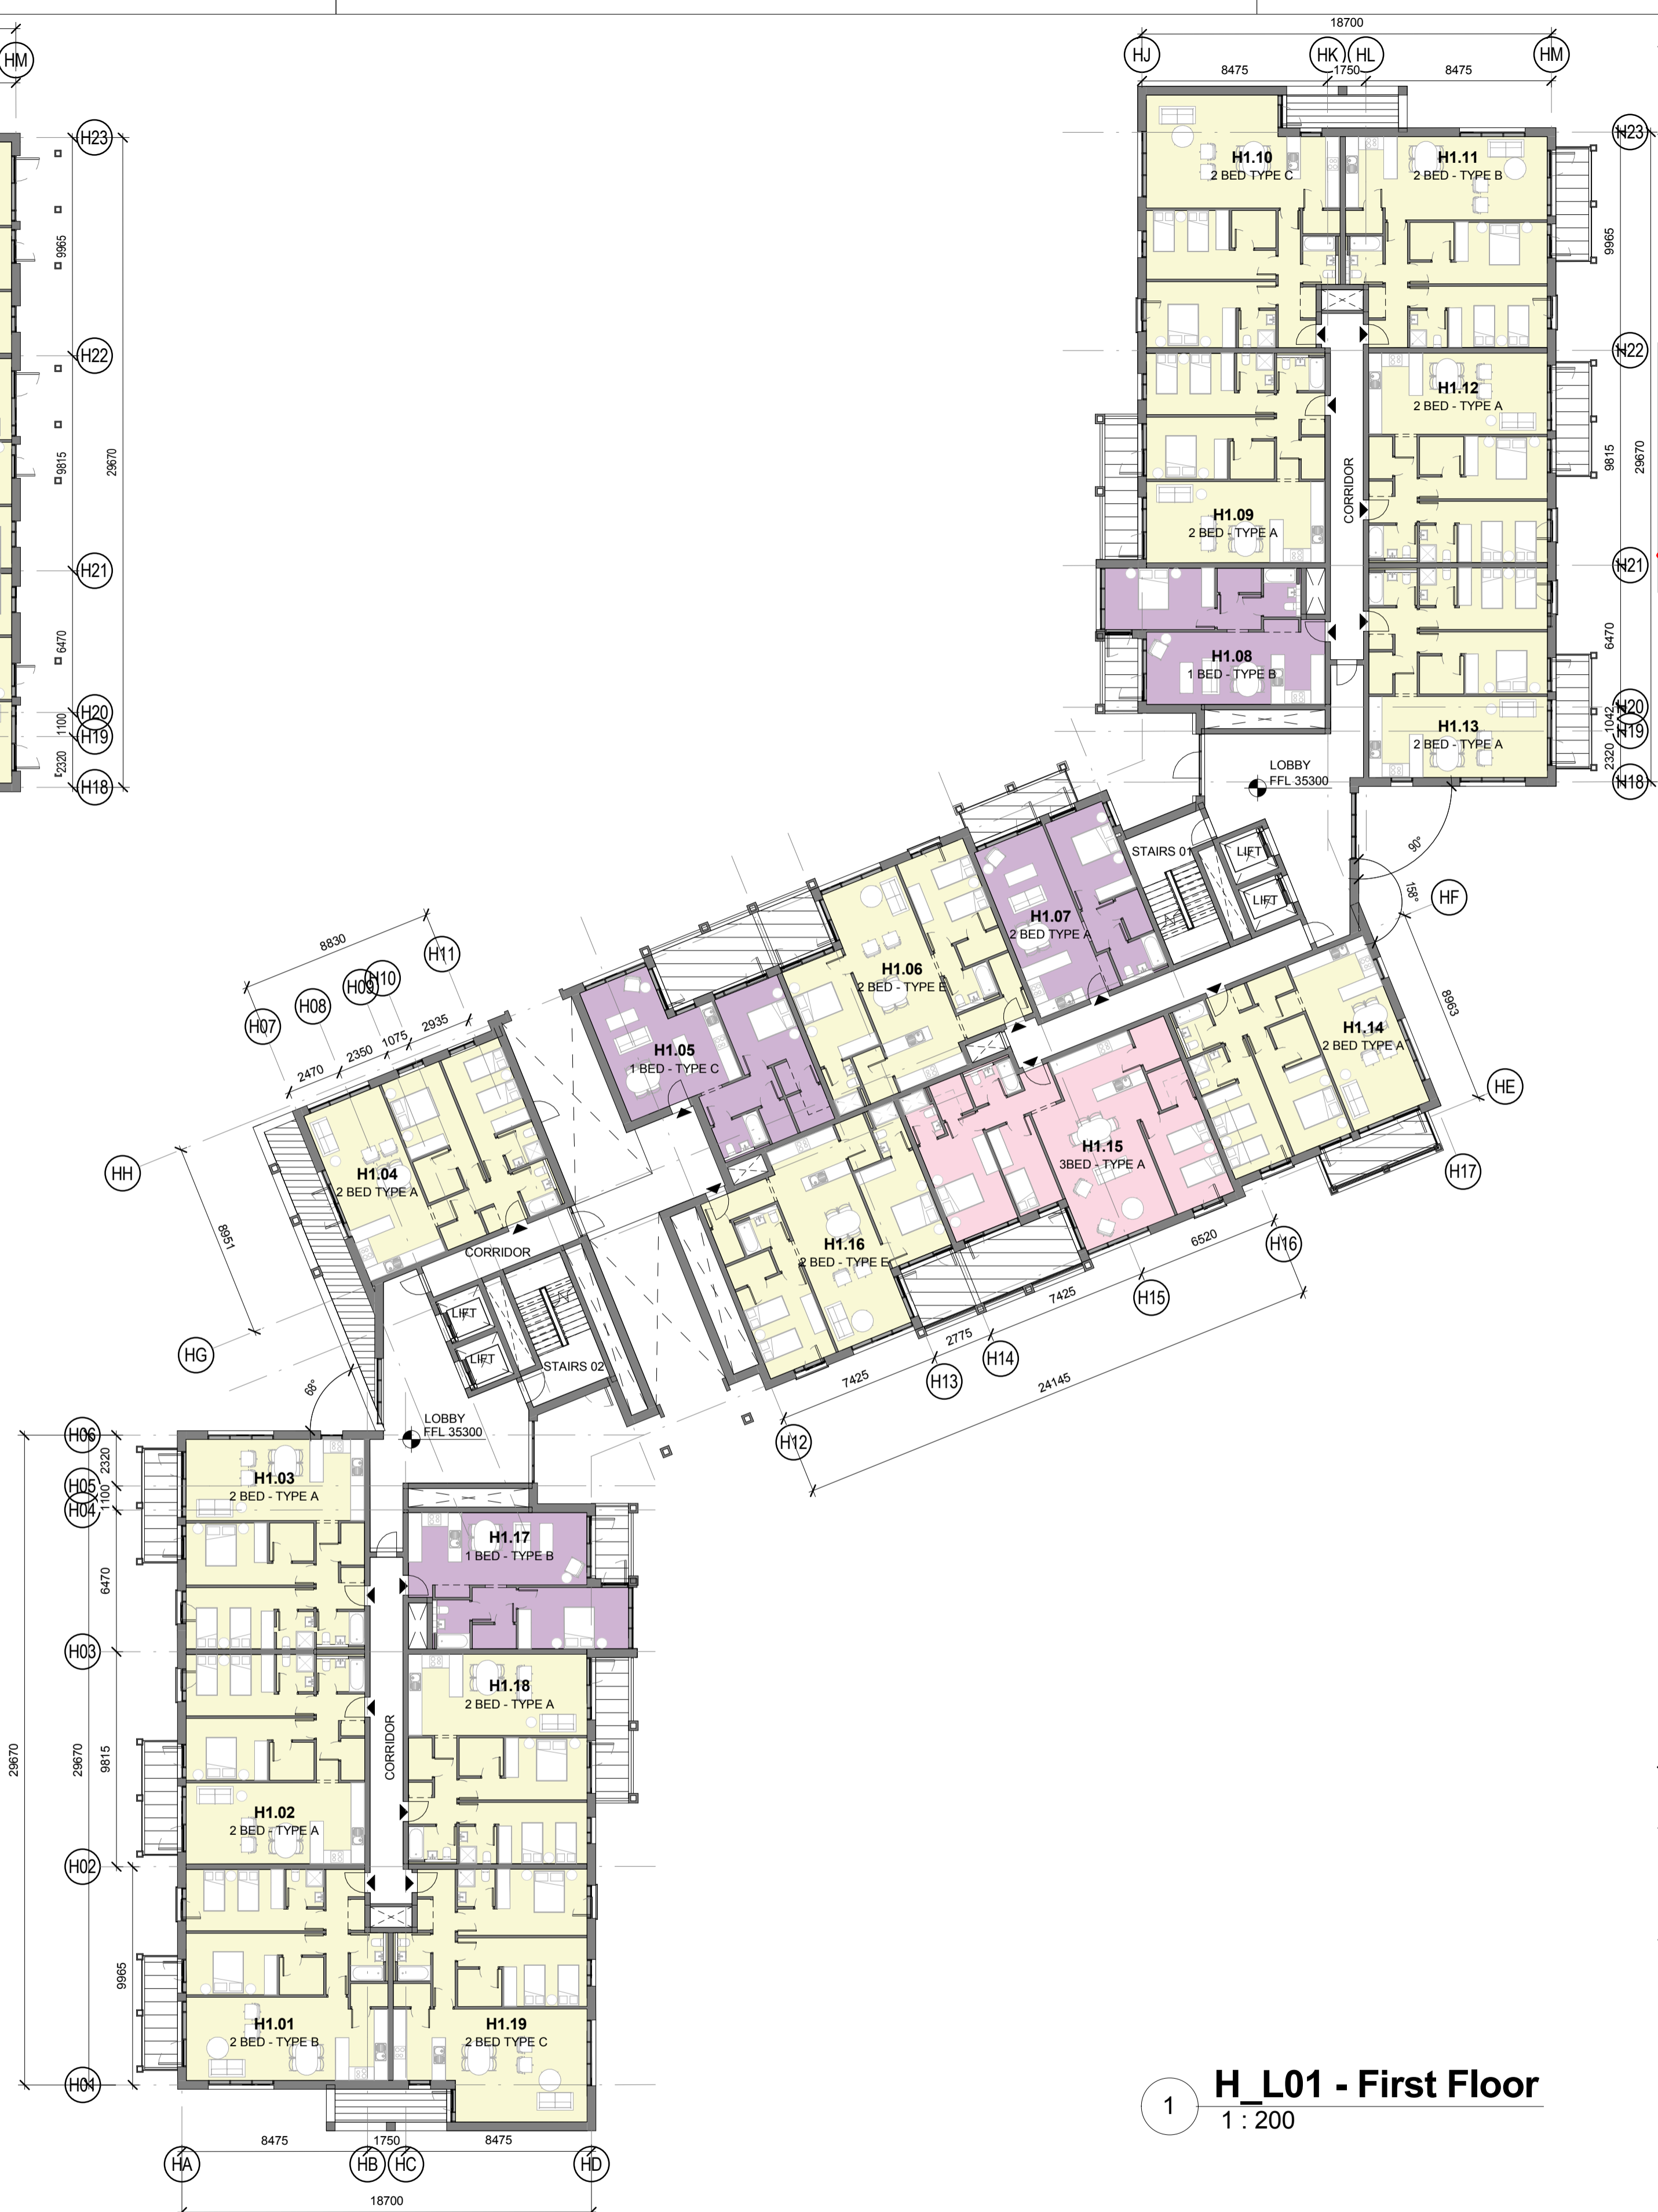 18700
HM
HJ
HK
HL
HM
8475
1750
8475
H23
9965
H22
9815
29670
H21
6470
H20
1100
H19
2320
H18
H23
9965
H22
9815
29670
H21
6470
H20
1042
H19
2320
H18
H1.10
2 BED TYPE C
H1.11
2 BED - TYPE B
H1.12
2 BED - TYPE A
CORRIDOR
H1.09
2 BED - TYPE A
H1.08
1 BED - TYPE B
H1.13
2 BED - TYPE A
LOBBY
FFL 35300
90°
158°
HF
8963
HE
STAIRS 01
LIFT
LIFT
H1.07
2 BED TYPE A
H1.06
2 BED - TYPE E
H1.14
2 BED TYPE A
H1.05
1 BED - TYPE C
H1.15
3BED - TYPE A
H1.16
2 BED - TYPE E
8830
H11
H10
H09
H08
H07
2470
2350
1075
2935
HH
8951
HG
H1.04
2 BED TYPE A
CORRIDOR
LIFT
LIFT
STAIRS 02
68°
H17
H16
6520
H15
7425
H14
2775
H13
7425
24145
H12
LOBBY
FFL 35300
H06
2320
H05
1100
H04
6470
H03
29670
29670
9815
H02
9965
H01
H1.03
2 BED - TYPE A
H1.17
1 BED - TYPE B
H1.18
2 BED - TYPE A
CORRIDOR
H1.02
2 BED - TYPE A
H1.01
2 BED - TYPE B
H1.19
2 BED TYPE C
8475
1750
8475
HA
HB
HC
HD
18700
1
H_L01 - First Floor
1 : 200